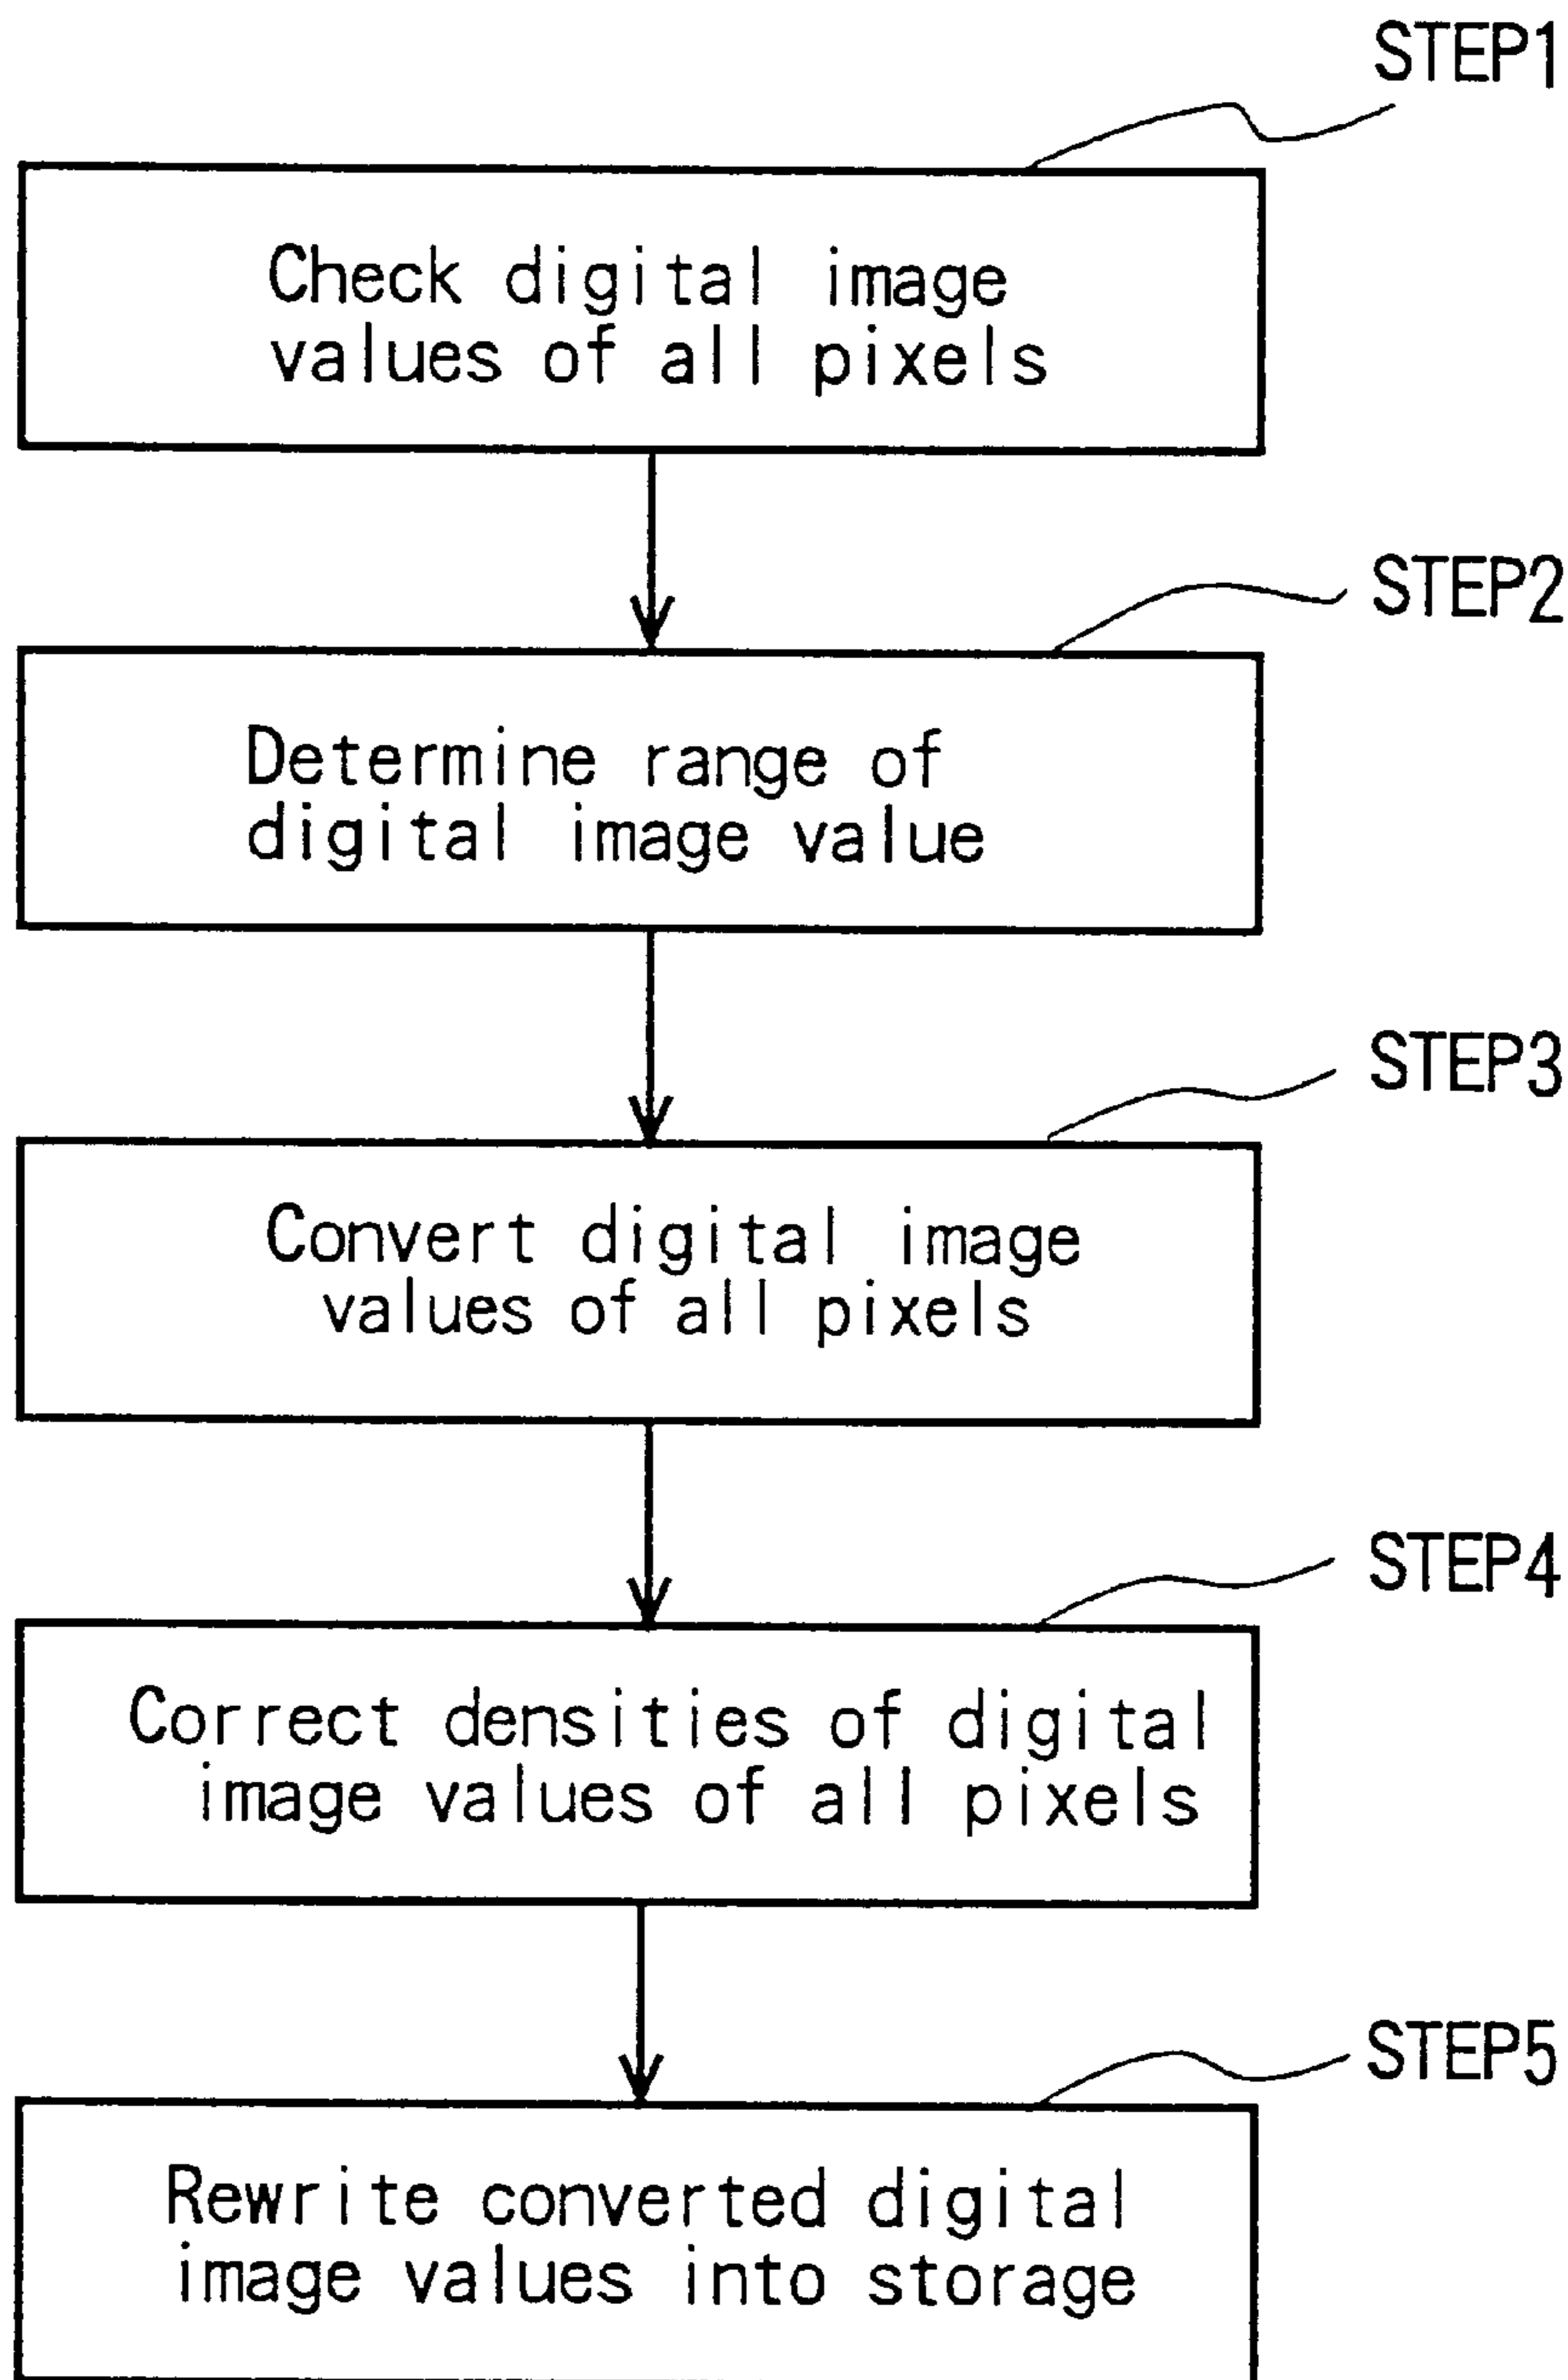 STEP1
Check digital image
values of all pixels
STEP2
Determine range of
digital image value
STEP3
Convert digital image
values of all pixels
STEP4
Correct densities of digital
image values of all pixels
STEP5
Rewrite converted digital
image values into storage